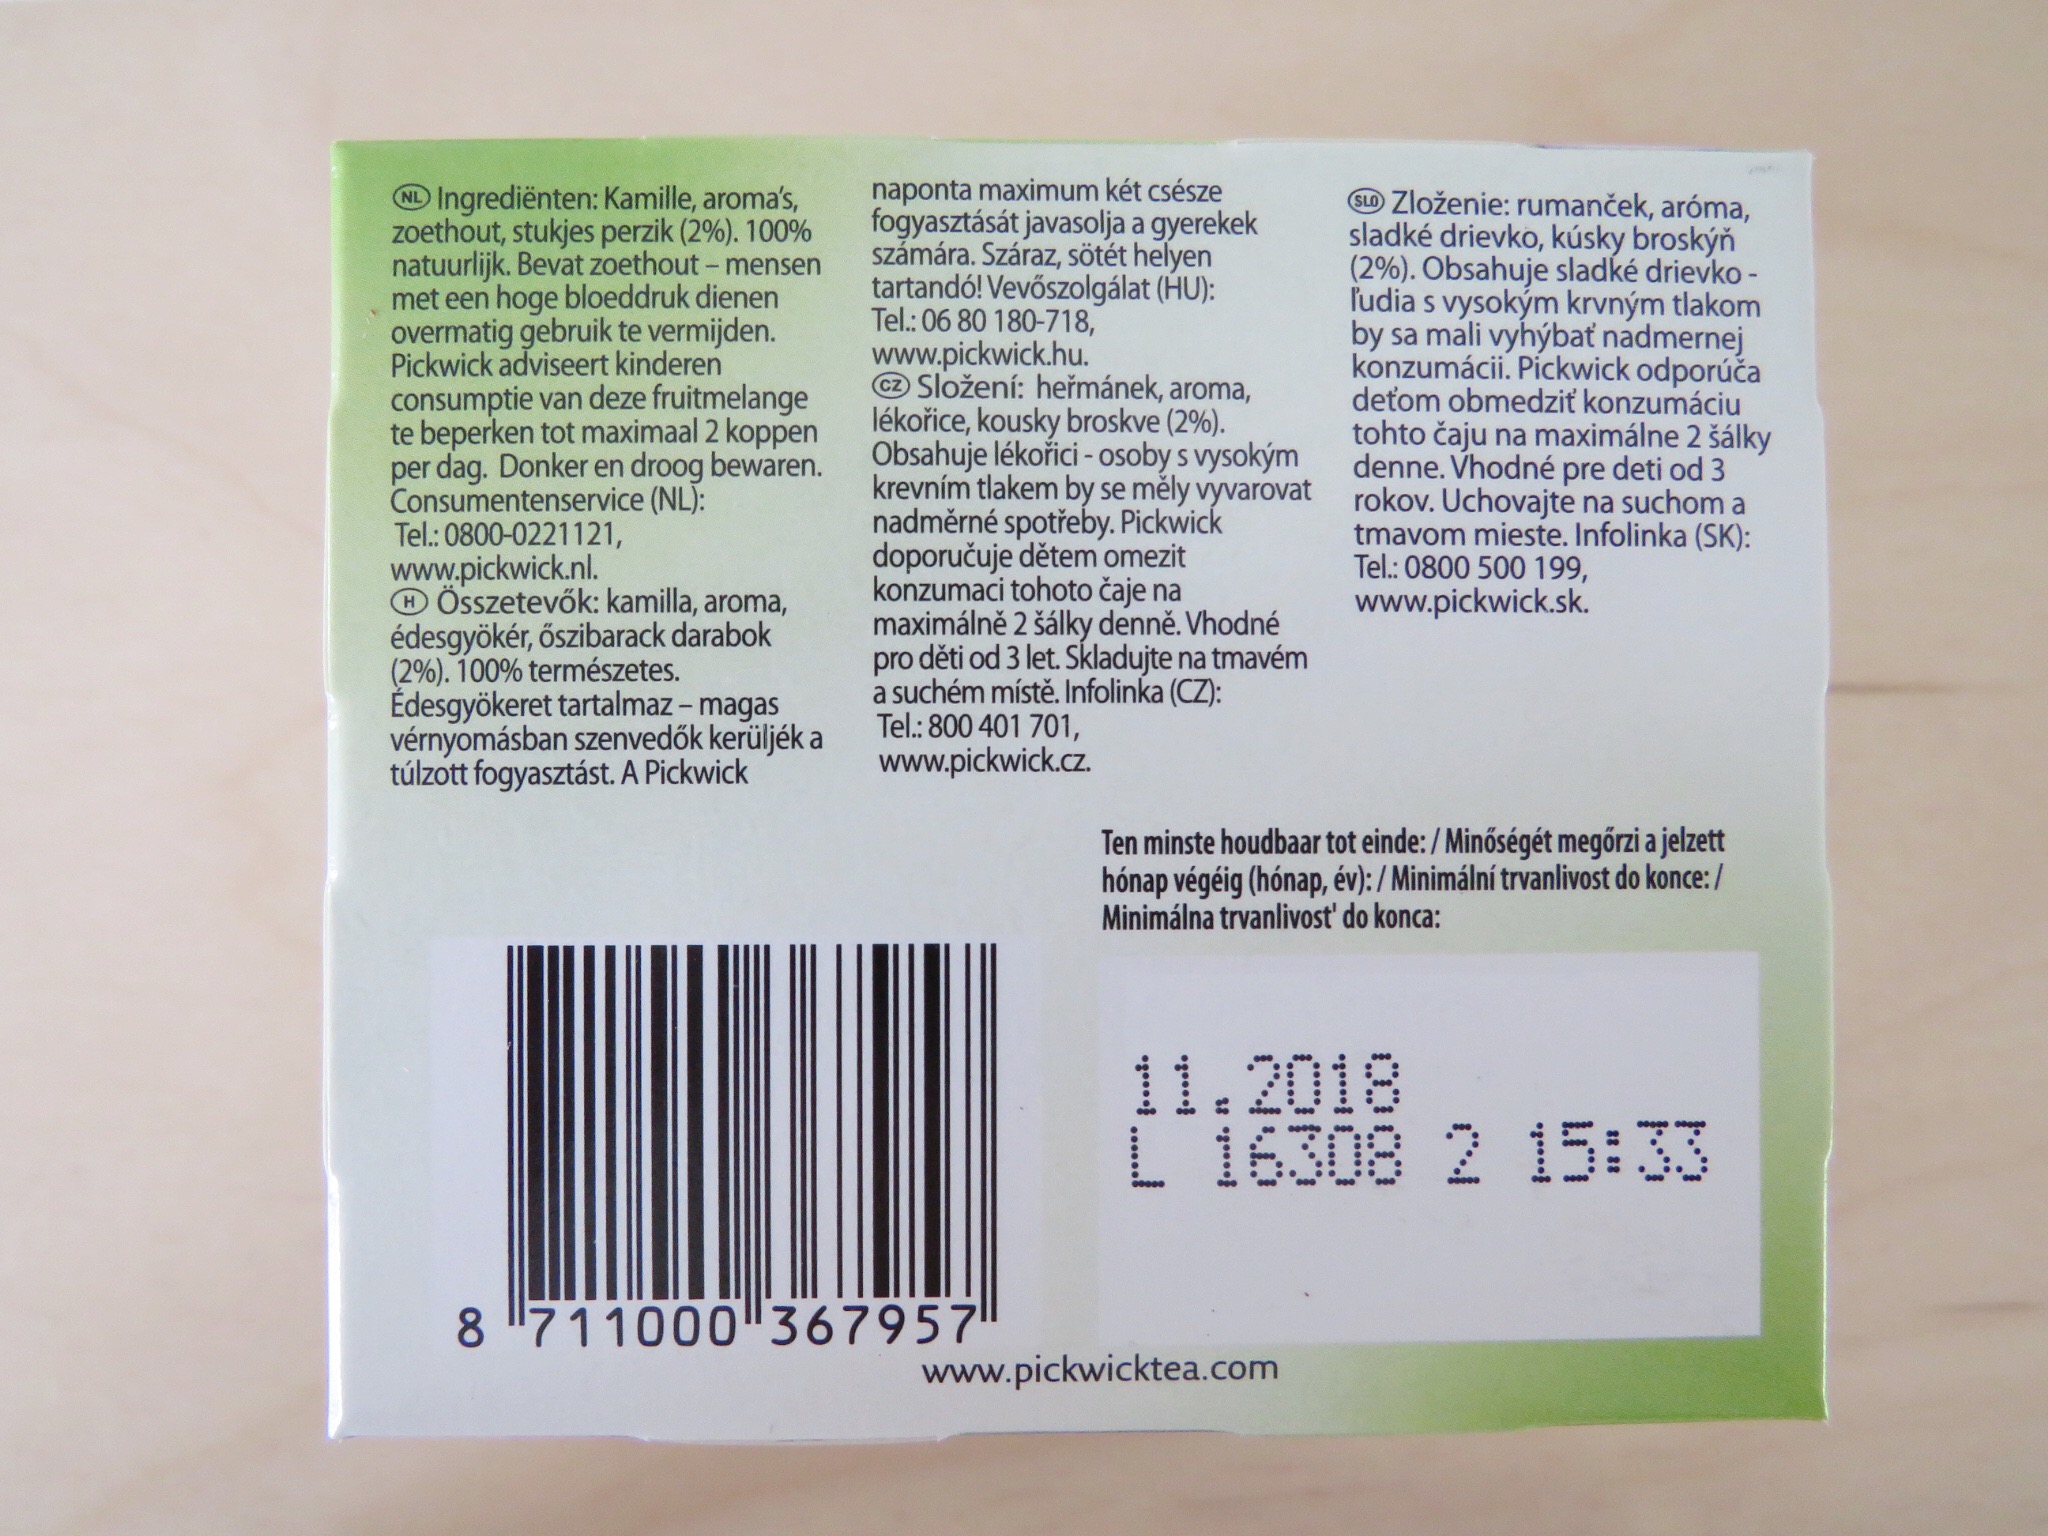 NL Ingrediënten: Kamille, aroma's,
zoethout, stukjes perzik (2%). 100%
natuurlijk. Bevat zoethout – mensen
met een hoge bloeddruk dienen
overmatig gebruik te vermijden.
Pickwick adviseert kinderen
consumptie van deze fruitmelange
te beperken tot maximaal 2 koppen
per dag. Donker en droog bewaren.
Consumentenservice (NL):
Tel.: 0800-0221121,
www.pickwick.nl.
H Összetevők: kamilla, aroma,
édesgyökér, őszibarack darabok
(2%). 100% természetes.
Édesgyökeret tartalmaz – magas
vérnyomásban szenvedők kerüljék a
túlzott fogyasztást. A Pickwick
naponta maximum két csésze
fogyasztását javasolja a gyerekek
számára. Száraz, sötét helyen
tartandó! Vevőszolgálat (HU):
Tel.: 06 80 180-718,
www.pickwick.hu.
CZ Složení: heřmánek, aroma,
lékořice, kousky broskve (2%).
Obsahuje lékořici - osoby s vysokým
krevním tlakem by se měly vyvarovat
nadměrné spotřeby. Pickwick
doporučuje dětem omezit
konzumaci tohoto čaje na
maximálně 2 šálky denně. Vhodné
pro děti od 3 let. Skladujte na tmavém
a suchém místě. Infolinka (CZ):
Tel.: 800 401 701,
www.pickwick.cz.
SLO Zloženie: rumanček, aróma,
sladké drievko, kúsky broskýň
(2%). Obsahuje sladké drievko -
ľudia s vysokým krvným tlakom
by sa mali vyhýbať nadmernej
konzumácii. Pickwick odporúča
deťom obmedziť konzumáciu
tohto čaju na maximálne 2 šálky
denne. Vhodné pre deti od 3
rokov. Uchovajte na suchom a
tmavom mieste. Infolinka (SK):
Tel.: 0800 500 199,
www.pickwick.sk.
Ten minste houdbaar tot einde: / Minőségét megőrzi a jelzett
hónap végéig (hónap, év): / Minimální trvanlivost do konce: /
Minimálna trvanlivost' do konca:
11.2018
L 16308 2 15:33
8 711000 367957
www.pickwicktea.com